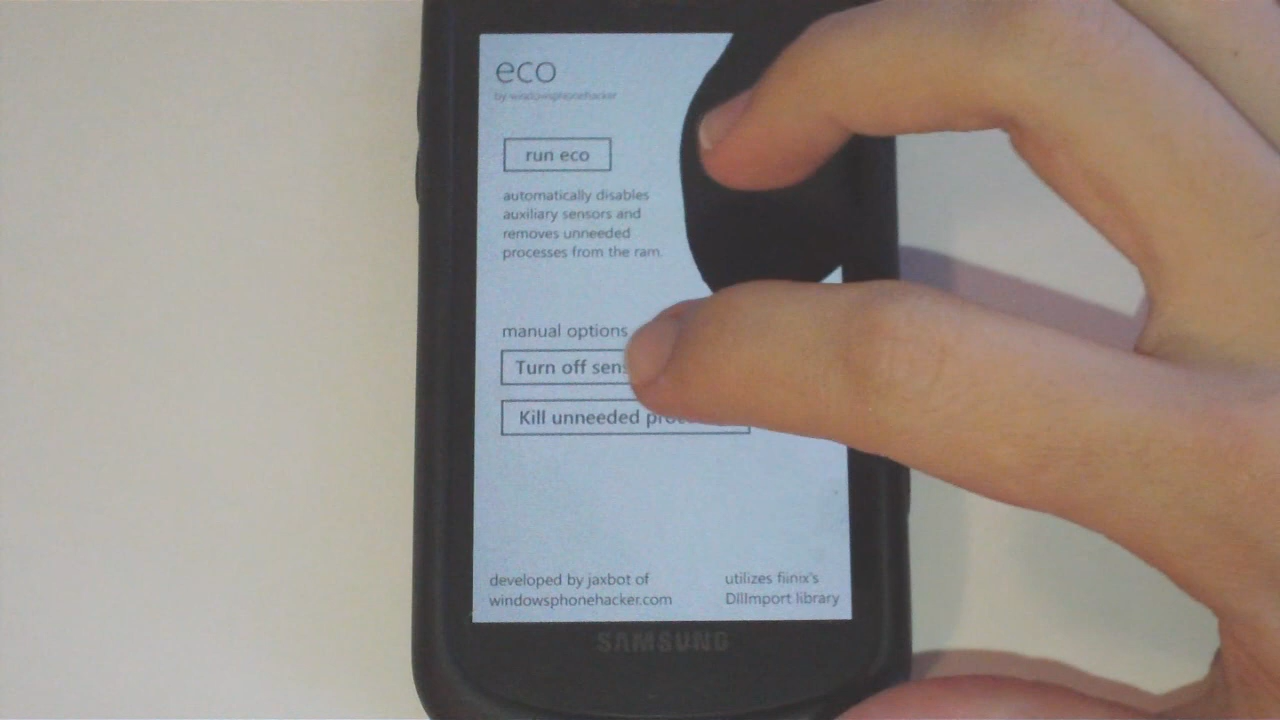 eco
by windowsphonehacker
run eco
automatically disables
auxiliary sensors and
removes unneeded
processes from the ram.
manual options
Turn off sens
Kill unneeded
developed by jaxbot of
windowsphonehacker.com
utilizes fiinix's
DllImport library
SAMSUNG